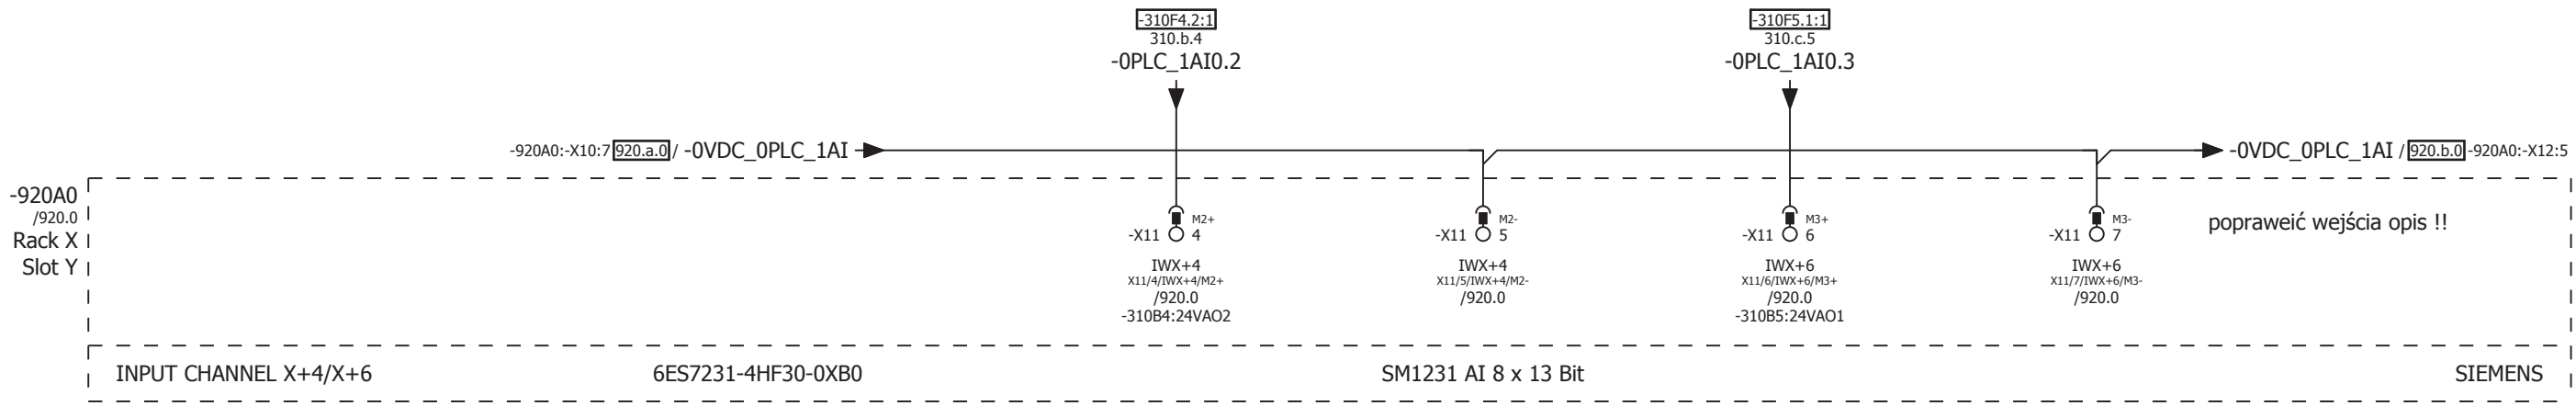 -310F4.2:1
310.b.4
-0PLC_1AI0.2
-310F5.1:1
310.c.5
-0PLC_1AI0.3
-920A0:-X10:7 920.a.0 / -0VDC_0PLC_1AI
-0VDC_0PLC_1AI / 920.b.0 -920A0:-X12:5
-920A0
/920.0
Rack X
Slot Y
M2+
-X11 4
IWX+4
X11/4/IWX+4/M2+
/920.0
-310B4:24VAO2
M2-
-X11 5
IWX+4
X11/5/IWX+4/M2-
/920.0
M3+
-X11 6
IWX+6
X11/6/IWX+6/M3+
/920.0
-310B5:24VAO1
M3-
-X11 7
IWX+6
X11/7/IWX+6/M3-
/920.0
popraweić wejścia opis !!
INPUT CHANNEL X+4/X+6
6ES7231-4HF30-0XB0
SM1231 AI 8 x 13 Bit
SIEMENS